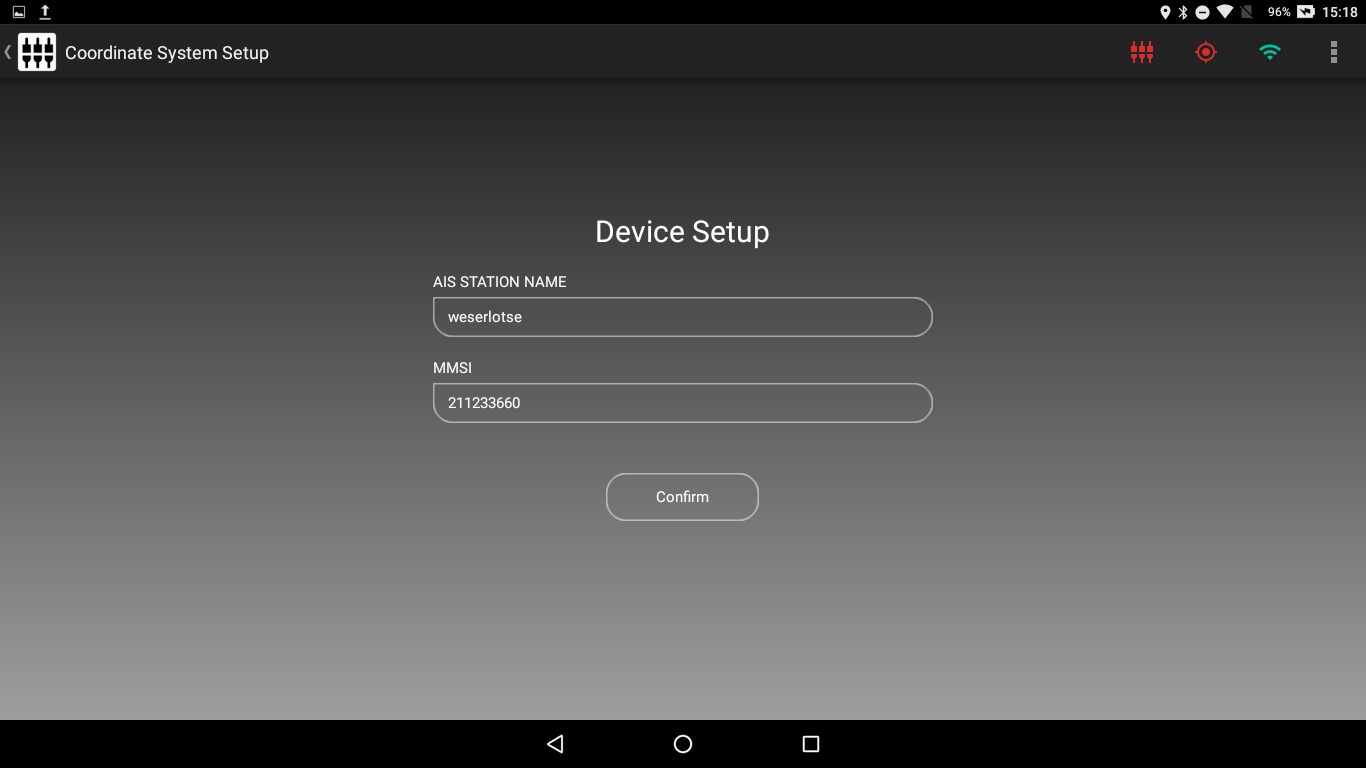 96% 15:18
Coordinate System Setup
Device Setup
AIS STATION NAME
weserlotse
MMSI
211233660
Confirm